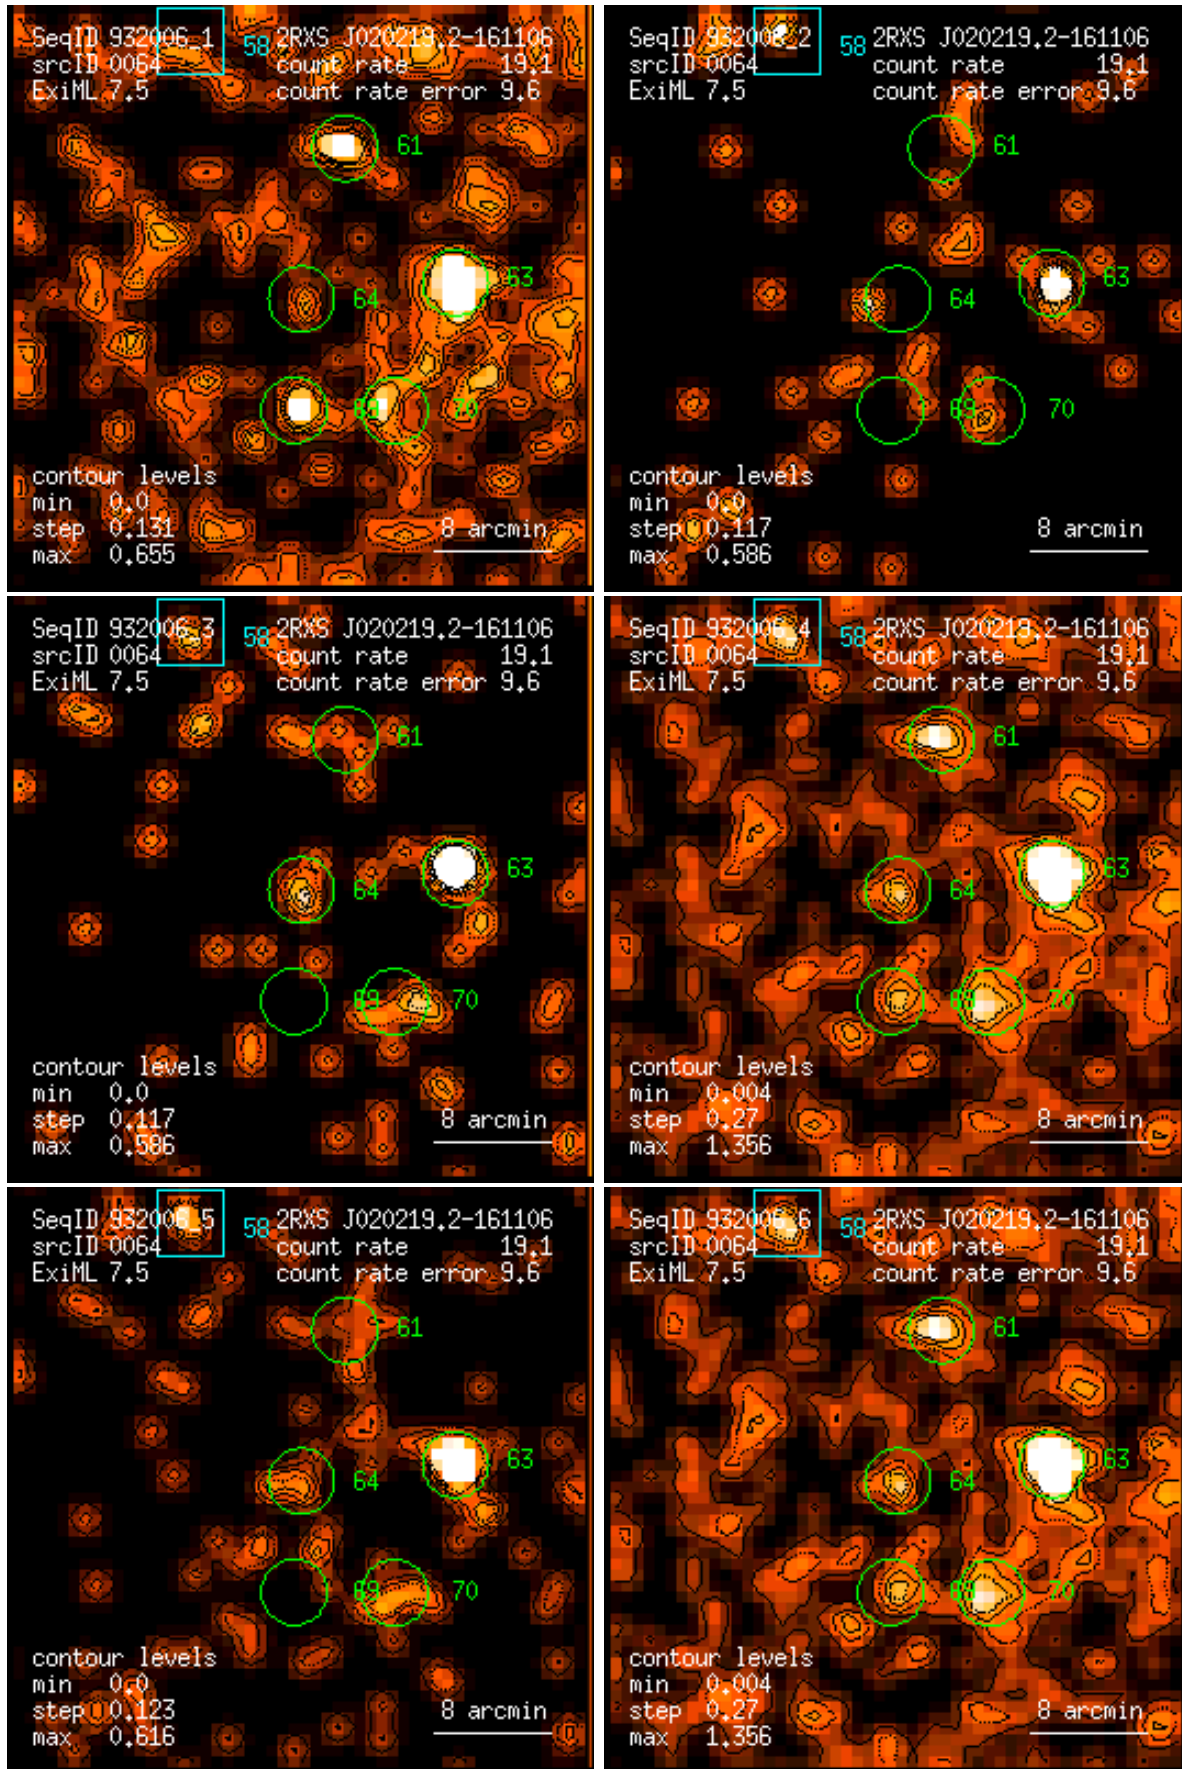 SeqID 932006_1 58 2RXS J020219.2-161106
srcID 0064 count rate 19.1
ExiML 7.5 count rate error 9.6
61
63
64
69 70
contour levels
min 0.0
step 0.131 8 arcmin
max 0.655
SeqID 932006_2 58 2RXS J020219.2-161106
srcID 0064 count rate 19.1
ExiML 7.5 count rate error 9.6
61
63
64
69 70
contour levels
min 0.0
step 0.117 8 arcmin
max 0.586
SeqID 932006_3 58 2RXS J020219.2-161106
srcID 0064 count rate 19.1
ExiML 7.5 count rate error 9.6
61
63
64
69 70
contour levels
min 0.0
step 0.117 8 arcmin
max 0.586
SeqID 932006_4 58 2RXS J020219.2-161106
srcID 0064 count rate 19.1
ExiML 7.5 count rate error 9.6
61
63
64
69 70
contour levels
min 0.004
step 0.27 8 arcmin
max 1.356
SeqID 932006_5 58 2RXS J020219.2-161106
srcID 0064 count rate 19.1
ExiML 7.5 count rate error 9.6
61
63
64
69 70
contour levels
min 0.0
step 0.123 8 arcmin
max 0.616
SeqID 932006_6 58 2RXS J020219.2-161106
srcID 0064 count rate 19.1
ExiML 7.5 count rate error 9.6
61
63
64
69 70
contour levels
min 0.004
step 0.27 8 arcmin
max 1.356